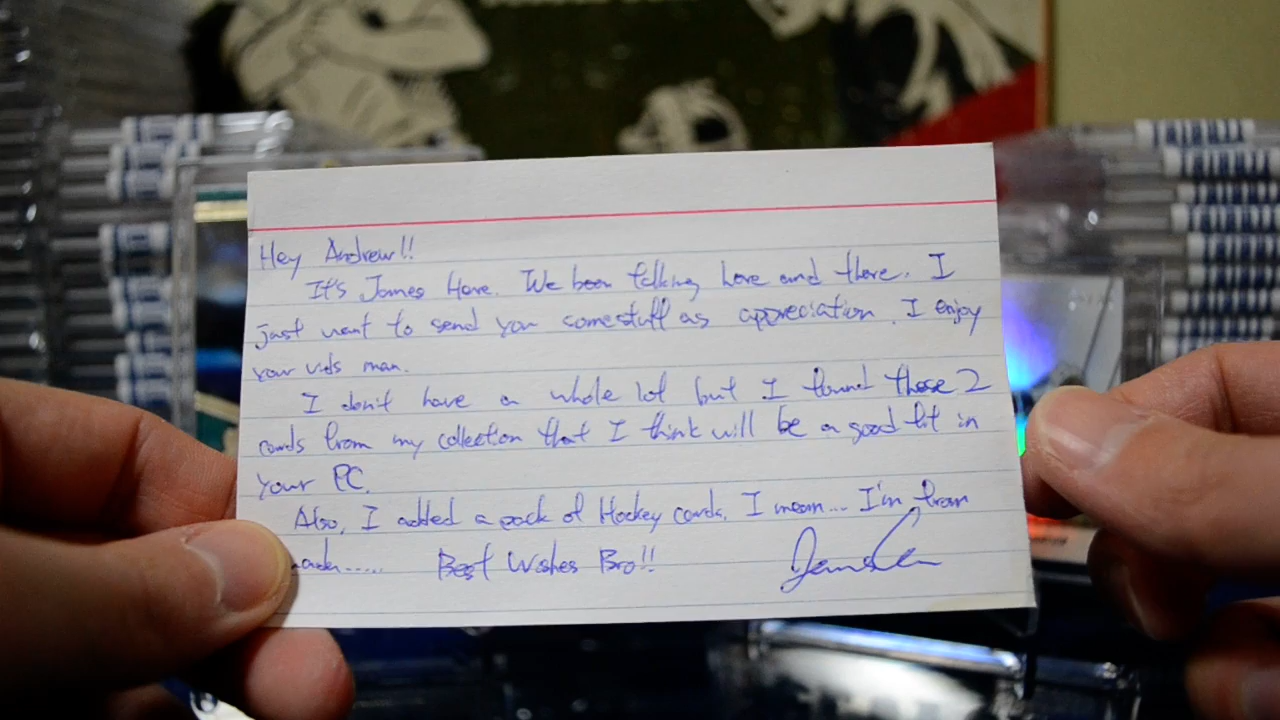 Hey Andrew!!
It's James Here. We been talking here and there. I
just want to send you somestuff as appreciation. I enjoy
your vids man.
I don't have a whole lot but I found these 2
cards from my collection that I think will be a good fit in
your PC.
Also, I added a pack of Hockey cards. I mean... I'm from
Best Wishes Bro!!